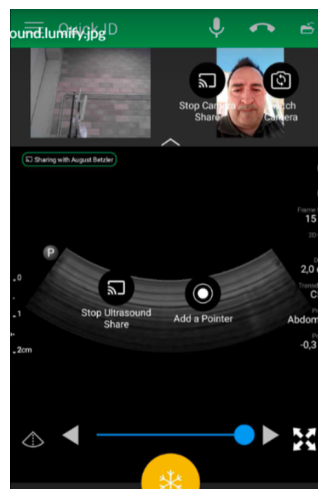 Quick ID
ound.lumify.jpg
Stop Camera
Share
Switch
Camera
Sharing with August Betzler
P
Frame
15
2D
2,0
C
Abdom
-0,3
.0
.1
.2cm
Stop Ultrasound
Share
Add a Pointer